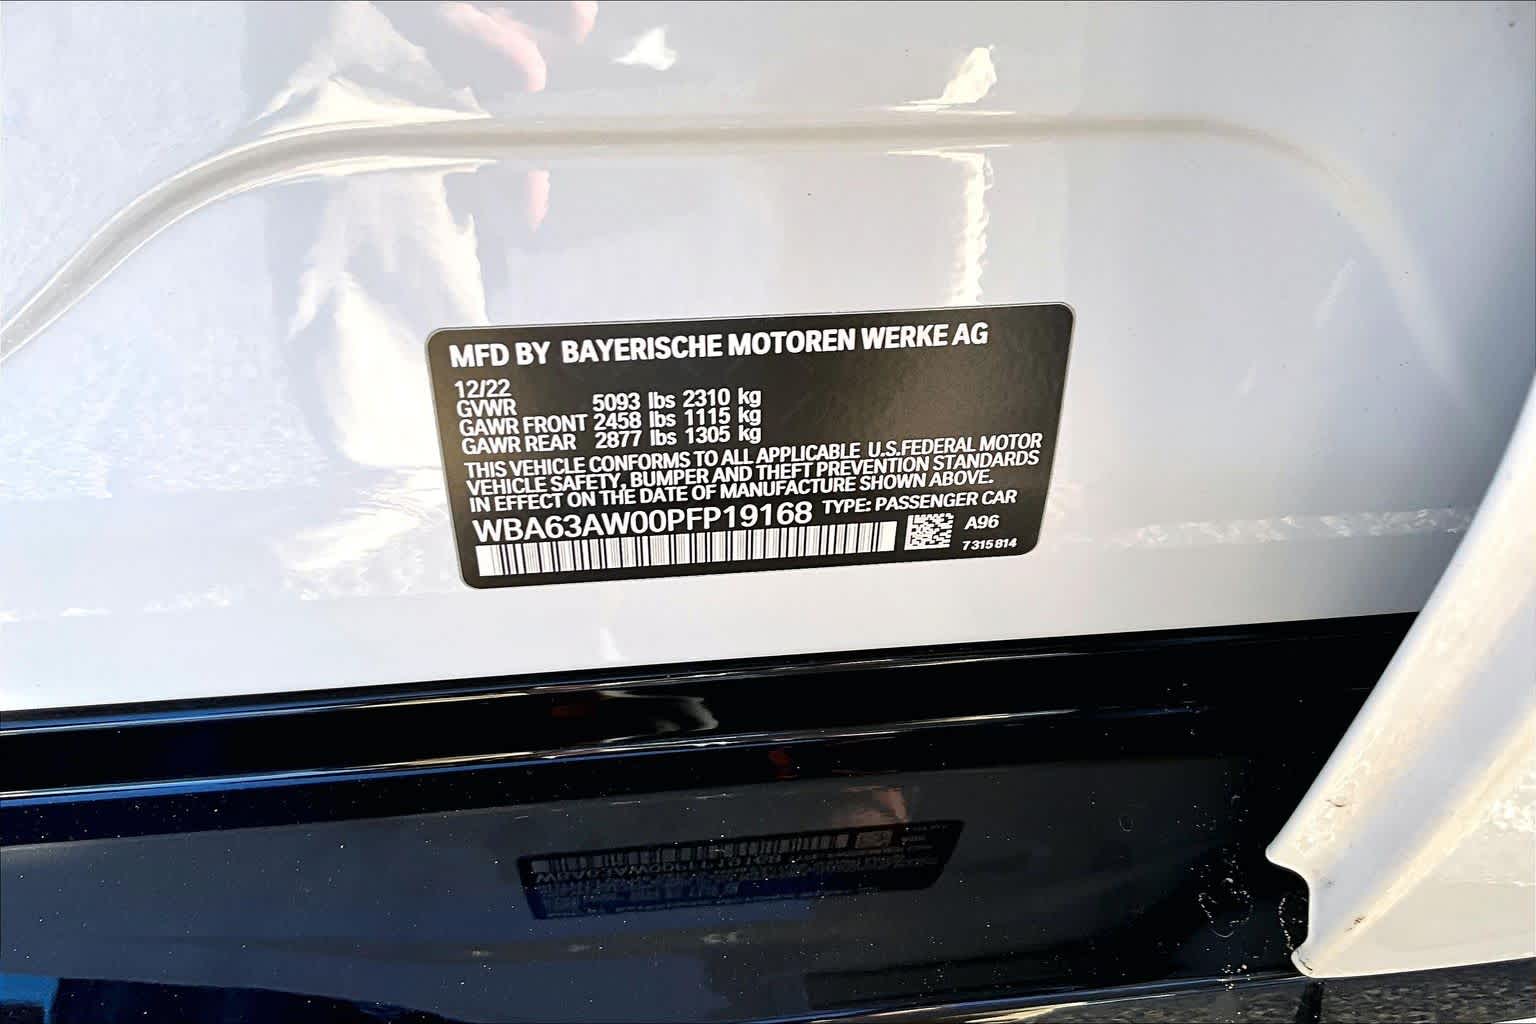 MFD BY BAYERISCHE MOTOREN WERKE AG
12/22
GVWR 5093 lbs 2310 kg
GAWR FRONT 2458 lbs 1115 kg
GAWR REAR 2877 lbs 1305 kg
THIS VEHICLE CONFORMS TO ALL APPLICABLE U.S.FEDERAL MOTOR
VEHICLE SAFETY, BUMPER AND THEFT PREVENTION STANDARDS
IN EFFECT ON THE DATE OF MANUFACTURE SHOWN ABOVE.
WBA63AW00PFP19168 TYPE: PASSENGER CAR
A96
7315814